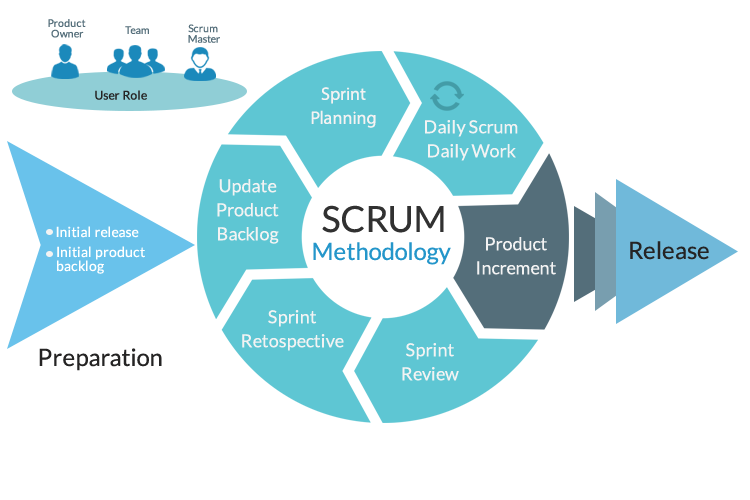 Product
Owner
Team
Scrum
Master
User Role
Sprint
Planning
Daily Scrum
Daily Work
Update
Product
Backlog
SCRUM
Methodology
Product
Increment
Initial release
Initial product
backlog
Release
Sprint
Retospective
Sprint
Review
Preparation